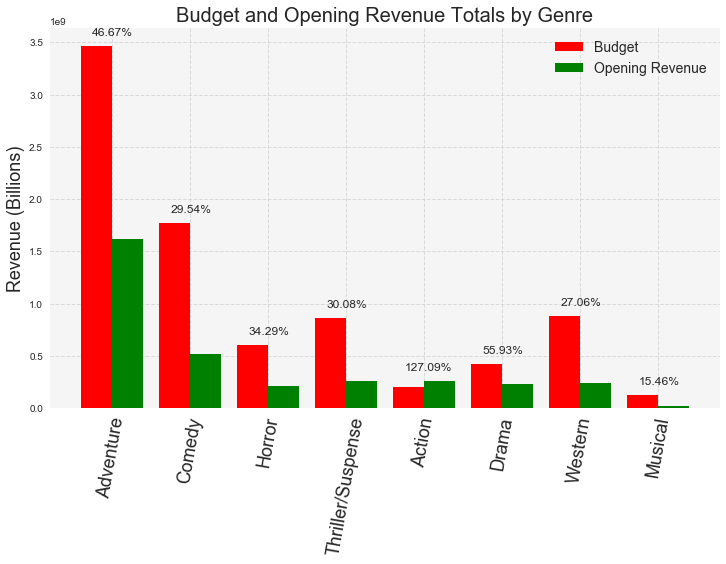 Budget and Opening Revenue Totals by Genre
1e9
Revenue (Billions)
3.5
3.0
2.5
2.0
1.5
1.0
0.5
0.0
46.67%
29.54%
34.29%
30.08%
127.09%
55.93%
27.06%
15.46%
Budget
Opening Revenue
Adventure
Comedy
Horror
Thriller/Suspense
Action
Drama
Western
Musical